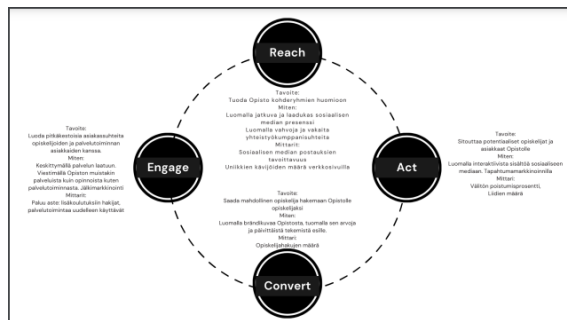 Reach
Tavoite:
Tuoda Opisto kohderyhmien huomioon
Miten:
Luomalla jatkuva ja laadukas sosiaalisen
median presenssi
Luomalla vahvoja ja vakaita
yhteistyökumppanisuhteita
Mittarit:
Sosiaalisen median postauksien
tavoittavuus
Uniikkien kävijöiden määrä verkkosivuilla
Act
Tavoite:
Sitouttaa potentiaaliset opiskelijat ja
asiakkaat Opistolle
Miten:
Luomalla interaktiivista sisältöä sosiaaliseen
mediaan. Tapahtumamarkkinoinnilla
Mittari:
Välitön poistumisprosentti,
Liidien määrä
Tavoite:
Saada mahdollinen opiskelija hakemaan Opistolle
opiskelijaksi
Miten:
Luomalla brändikuvaa Opistosta, tuomalla sen arvoja
ja päivittäistä tekemistä esille.
Mittari:
Opiskelijahakujen määrä
Convert
Engage
Tavoite:
Luoda pitkäkestoisia asiakassuhteita
opiskelijoiden ja palvelutoiminnan
asiakkaiden kanssa.
Miten:
Keskittymällä palvelun laatuun.
Viestimällä Opiston muistakin
palveluista kuin opinnoista kuten
palvelutoiminnasta. Jälkimarkkinointi
Mittarit:
Paluu aste: lisäkoulutuksiin hakijat,
palvelutoimintaa uudelleen käyttävät